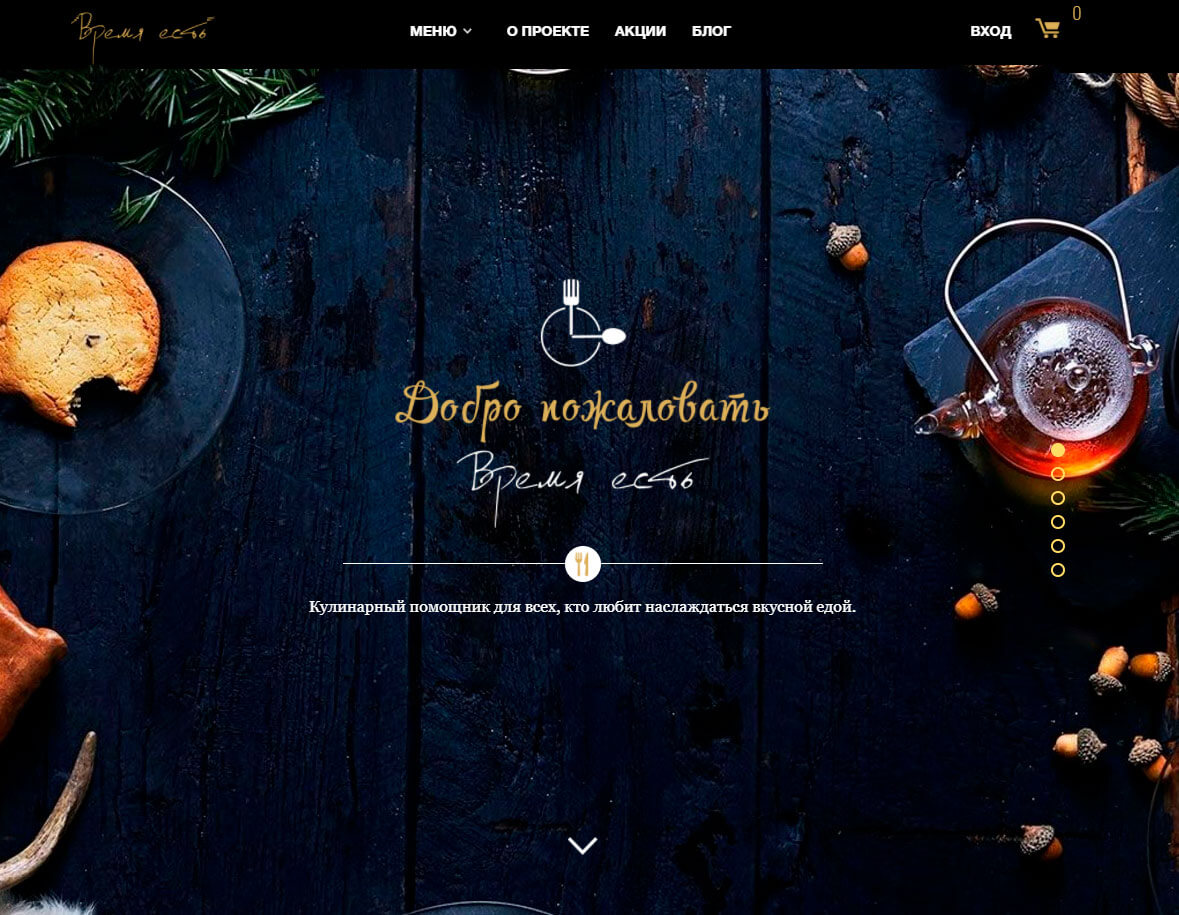 Время есть
МЕНЮ
О ПРОЕКТЕ
АКЦИИ
БЛОГ
ВХОД
0
Добро пожаловать
Время есть
Кулинарный помощник для всех, кто любит наслаждаться вкусной едой.